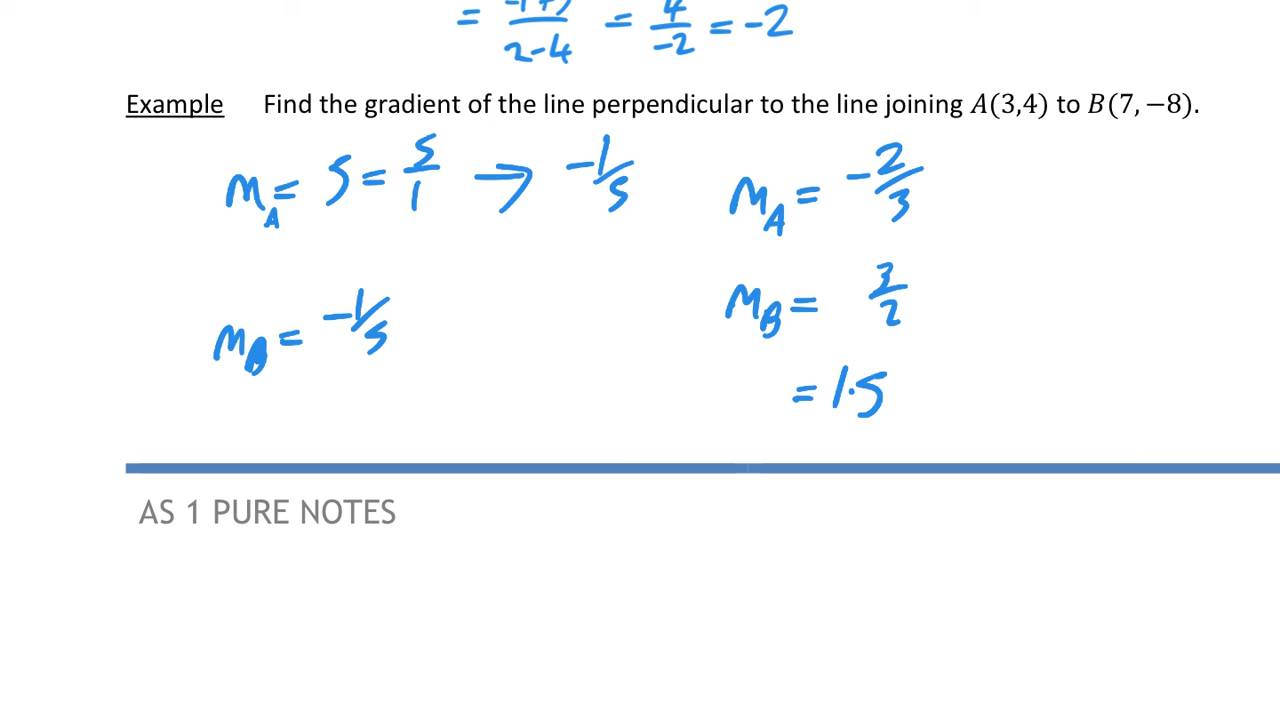 = / 2-4 = 4/-2 = -2
Example Find the gradient of the line perpendicular to the line joining A(3,4) to B(7, −8).
m_A = 5 = 5/1 → -1/5
m_A = -2/3
m_B = -1/5
m_B = 3/2
= 1.5
AS 1 PURE NOTES